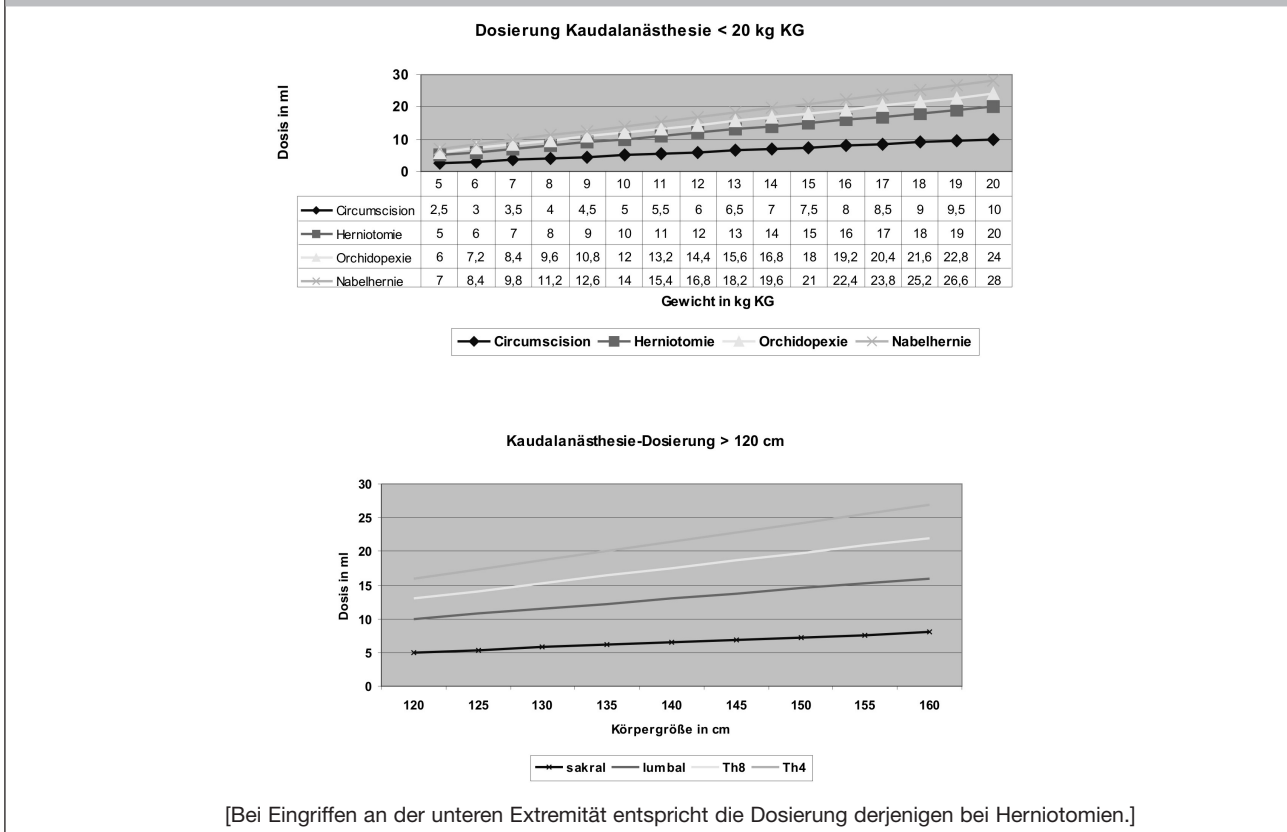 Dosierung Kaudalanästhesie < 20 kg KG
Dosis in ml
30
20
10
0
5 6 7 8 9 10 11 12 13 14 15 16 17 18 19 20
Circumscision 2,5 3 3,5 4 4,5 5 5,5 6 6,5 7 7,5 8 8,5 9 9,5 10
Herniotomie 5 6 7 8 9 10 11 12 13 14 15 16 17 18 19 20
Orchidopexie 6 7,2 8,4 9,6 10,8 12 13,2 14,4 15,6 16,8 18 19,2 20,4 21,6 22,8 24
Nabelhernie 7 8,4 9,8 11,2 12,6 14 15,4 16,8 18,2 19,6 21 22,4 23,8 25,2 26,6 28
Gewicht in kg KG
Circumscision Herniotomie Orchidopexie Nabelhernie
Kaudalanästhesie-Dosierung > 120 cm
Dosis in ml
30
25
20
15
10
5
0
120 125 130 135 140 145 150 155 160
Körpergröße in cm
sakral lumbal Th8 Th4
[Bei Eingriffen an der unteren Extremität entspricht die Dosierung derjenigen bei Herniotomien.]